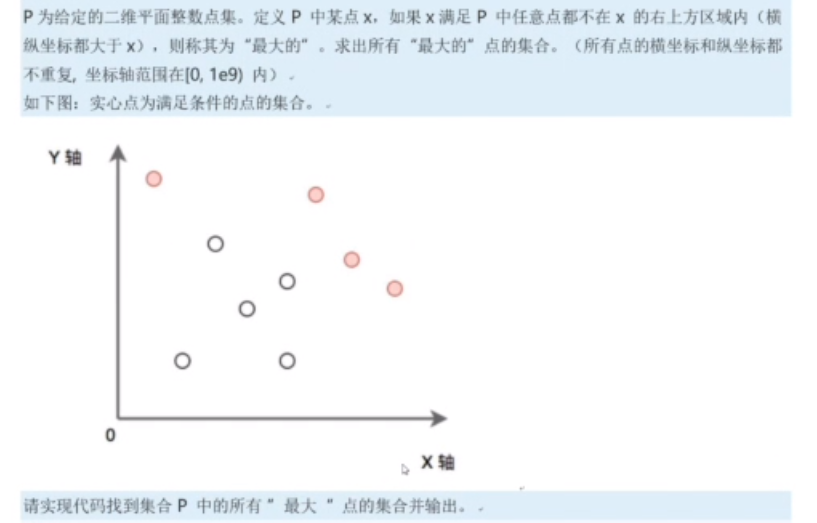 P 为给定的二维平面整数点集。定义 P 中某点 x，如果 x 满足 P 中任意点都不在 x 的右上方区域内（横
纵坐标都大于 x），则称其为“最大的”。求出所有“最大的”点的集合。（所有点的横坐标和纵坐标都
不重复, 坐标轴范围在[0, 1e9) 内）
如下图：实心点为满足条件的点的集合。
Y 轴
0
X 轴
请实现代码找到集合 P 中的所有 ” 最大 “ 点的集合并输出。